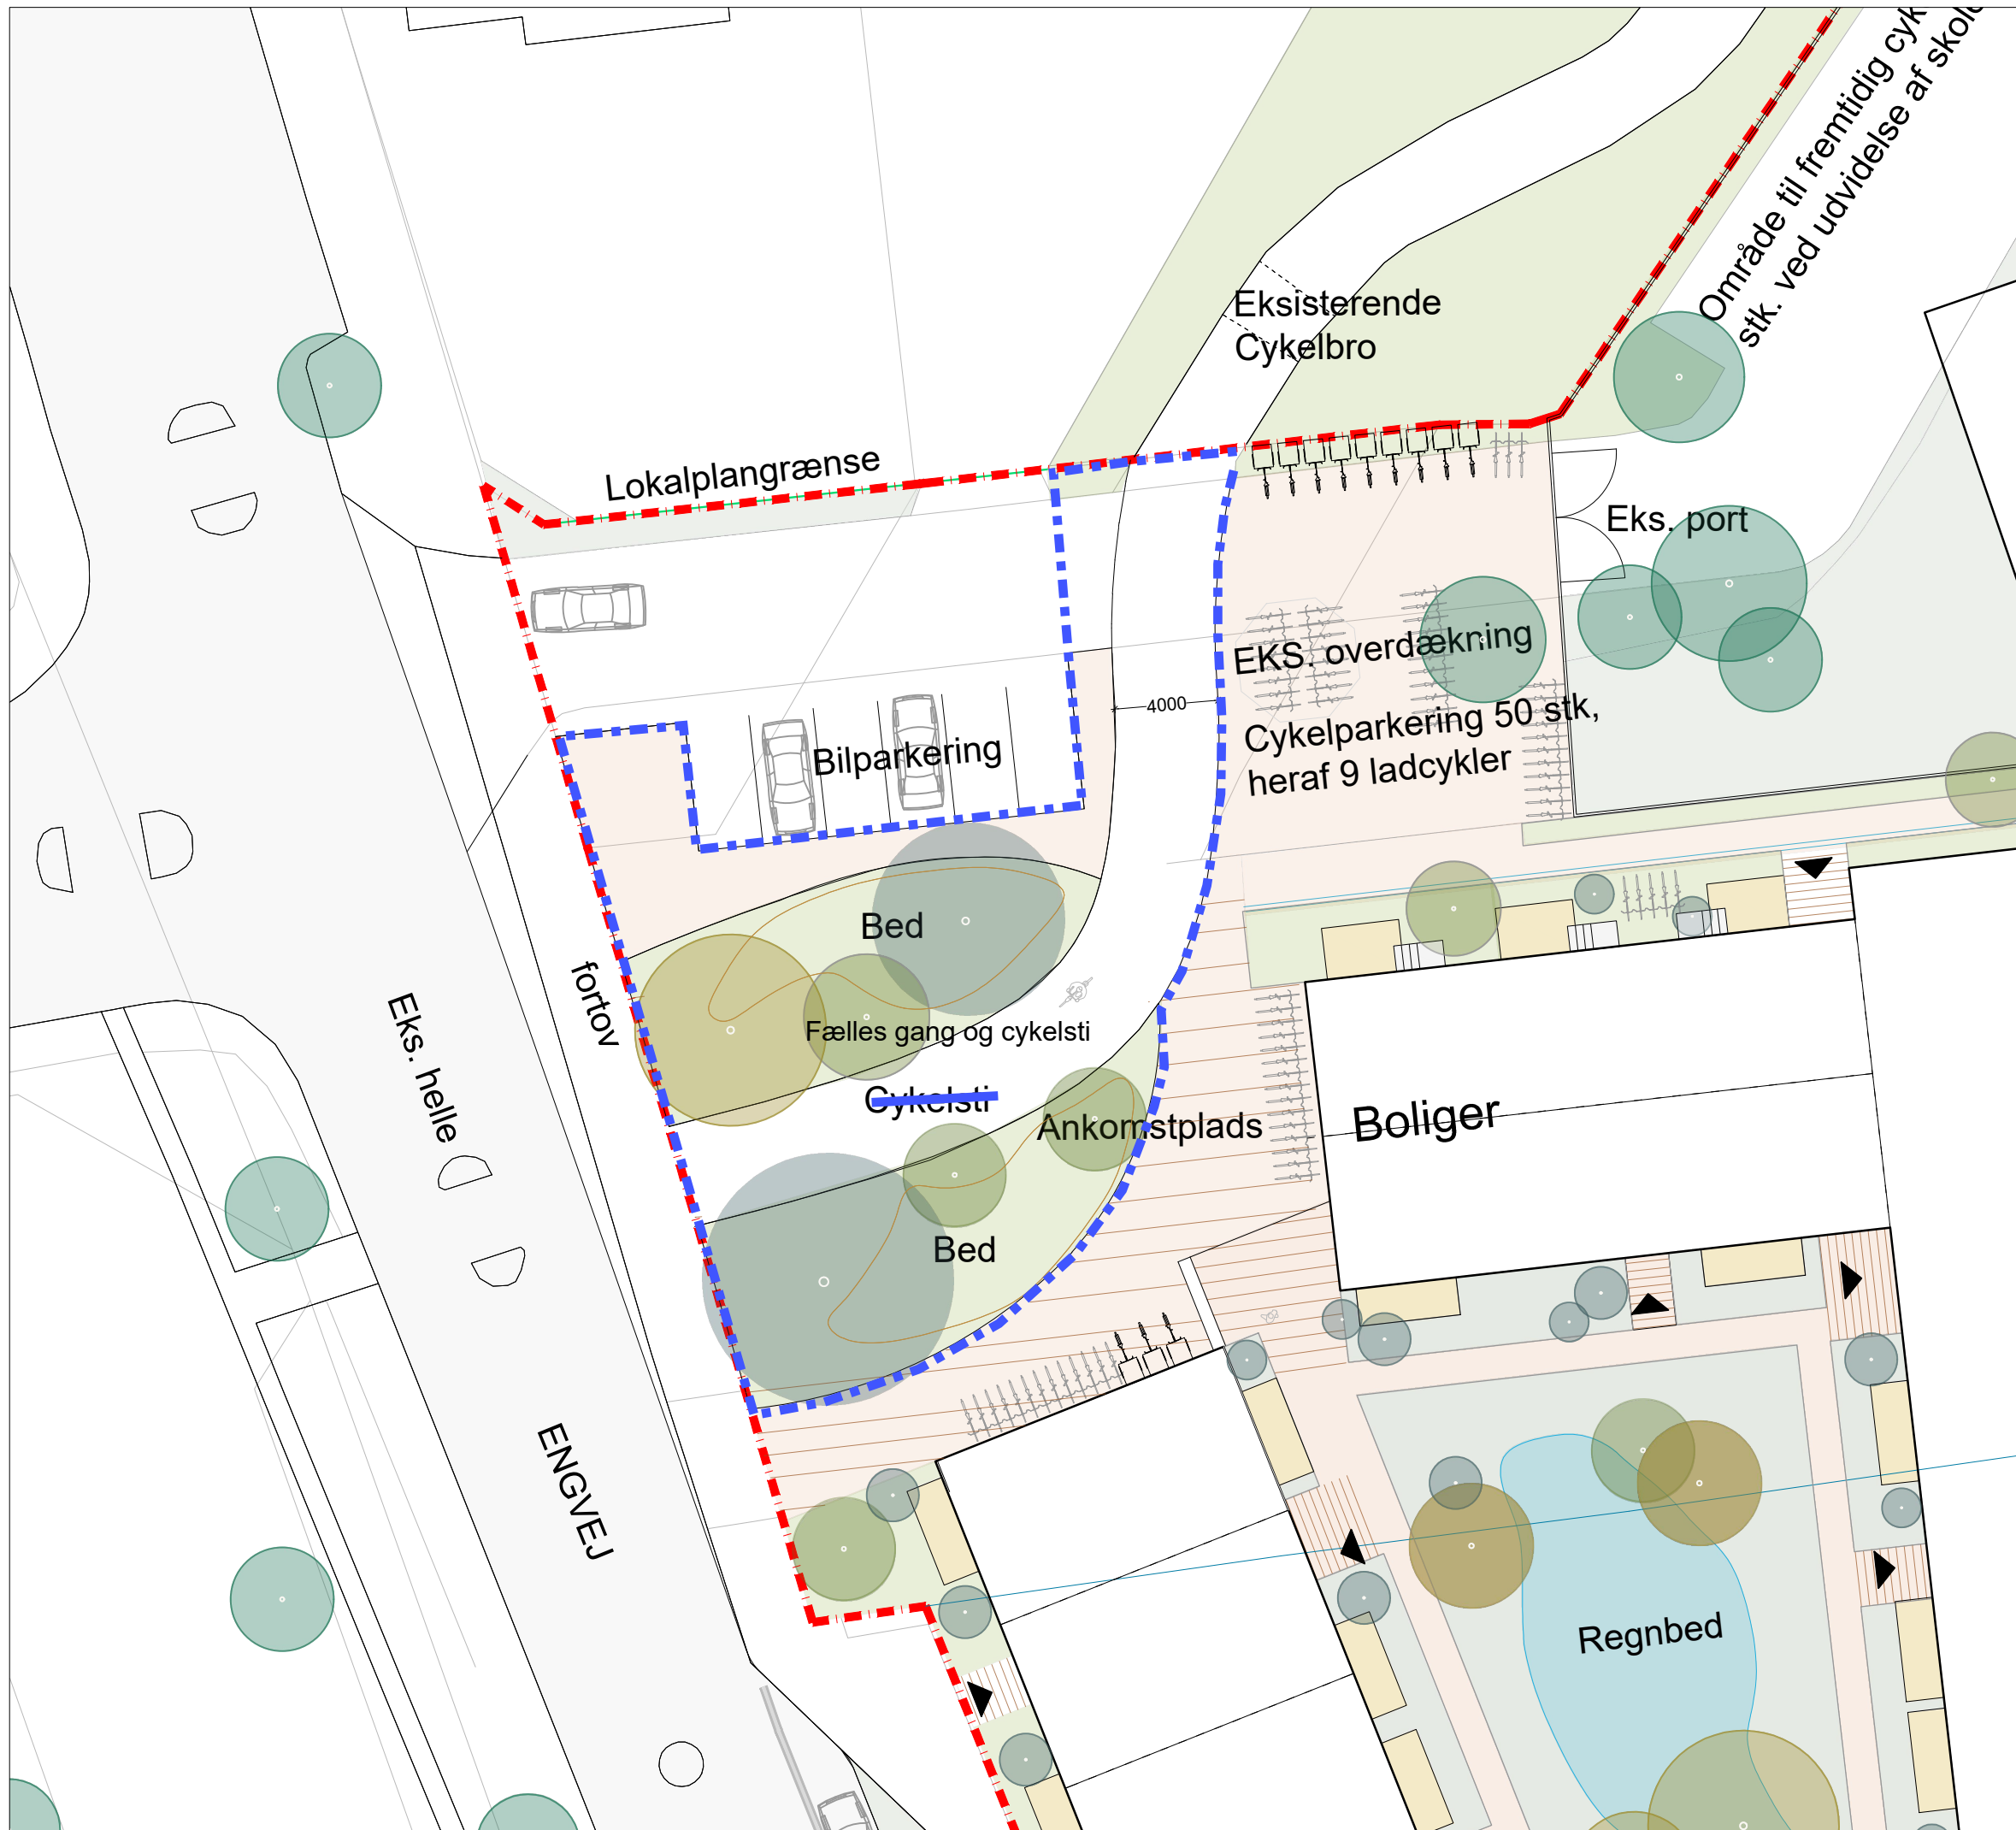 Område til fremtidig cyk
stk. ved udvidelse af skole
Eksisterende
Cykelbro
Lokalplangrænse
Eks. port
EKS. overdækning
4000
Cykelparkering 50 stk,
heraf 9 ladcykler
Bilparkering
Bed
fortov
Eks. helle
Fælles gang og cykelsti
Cykelsti
Ankomstplads
Boliger
Bed
ENGVEJ
Regnbed